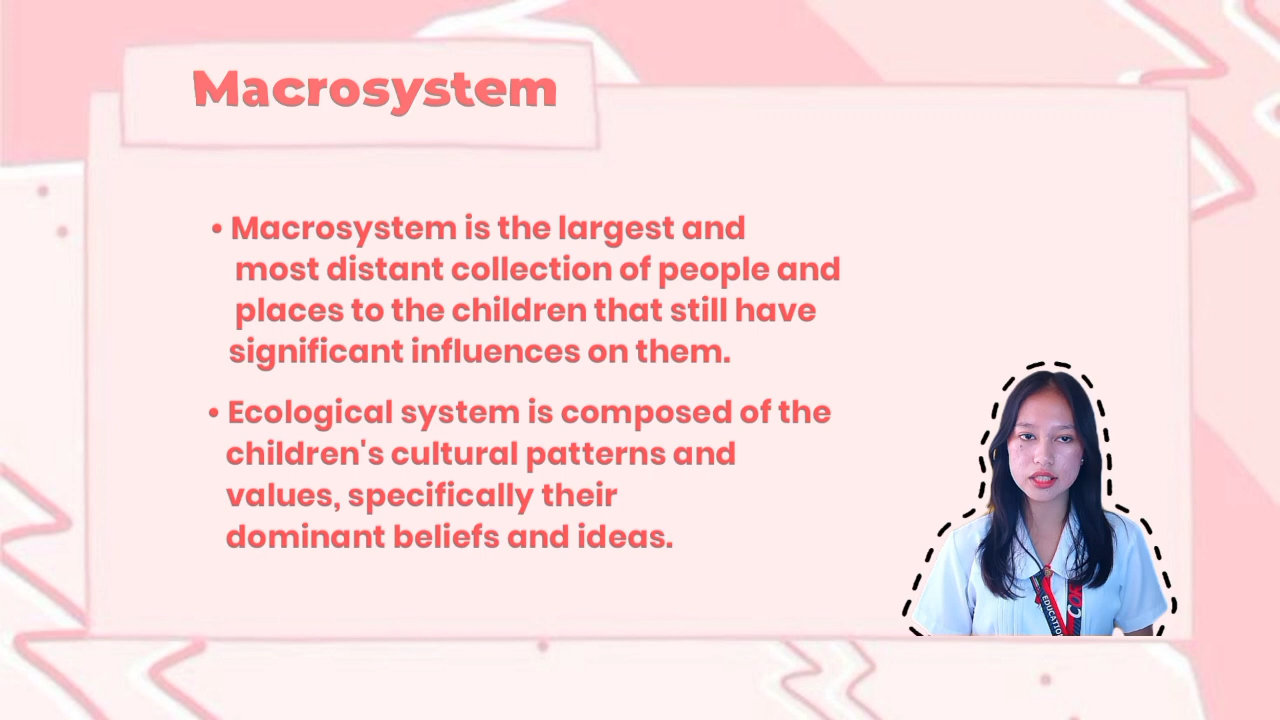 Macrosystem
• Macrosystem is the largest and
most distant collection of people and
places to the children that still have
significant influences on them.
• Ecological system is composed of the
children's cultural patterns and
values, specifically their
dominant beliefs and ideas.